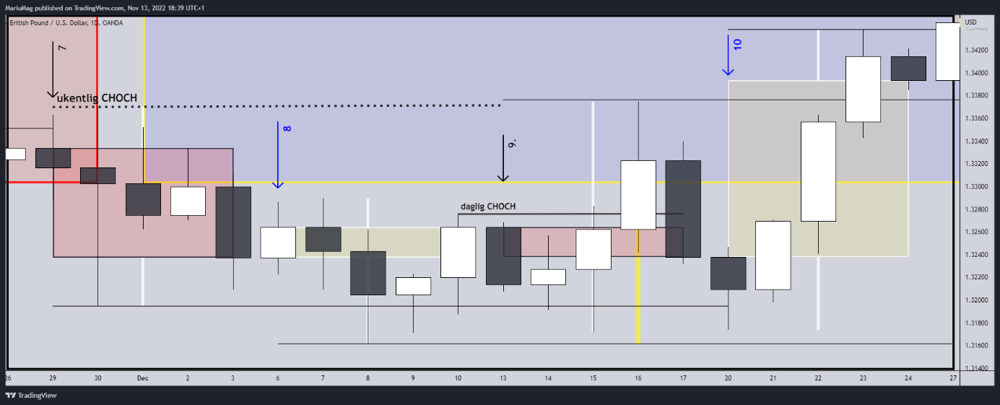 MariuMag published on TradingView.com, Nov 13, 2022 18:39 UTC+1
British Pound / U.S. Dollar, 1D, OANDA
USD
7
10
ukentlig CHOCH
8
9.
daglig CHOCH
1.34200
1.34000
1.33800
1.33600
1.33400
1.33200
1.33000
1.32800
1.32600
1.32400
1.32200
1.32000
1.31800
1.31600
1.31400
26 29 30 Dec 2 3 6 7 8 9 10 13 14 15 16 17 20 21 22 23 24 27
TradingView